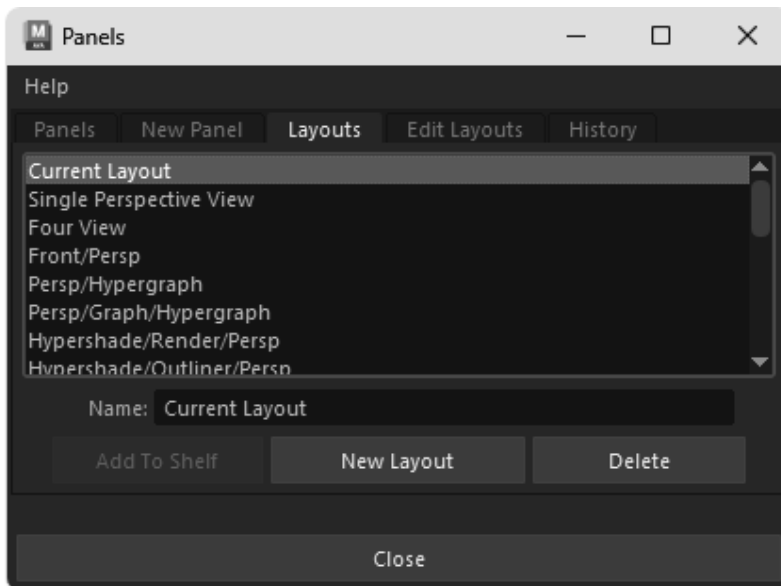 Panels
Help
Panels New Panel Layouts Edit Layouts History
Current Layout
Single Perspective View
Four View
Front/Persp
Persp/Hypergraph
Persp/Graph/Hypergraph
Hypershade/Render/Persp
Hypershade/Outliner/Persp
Name: Current Layout
Add To Shelf New Layout Delete
Close